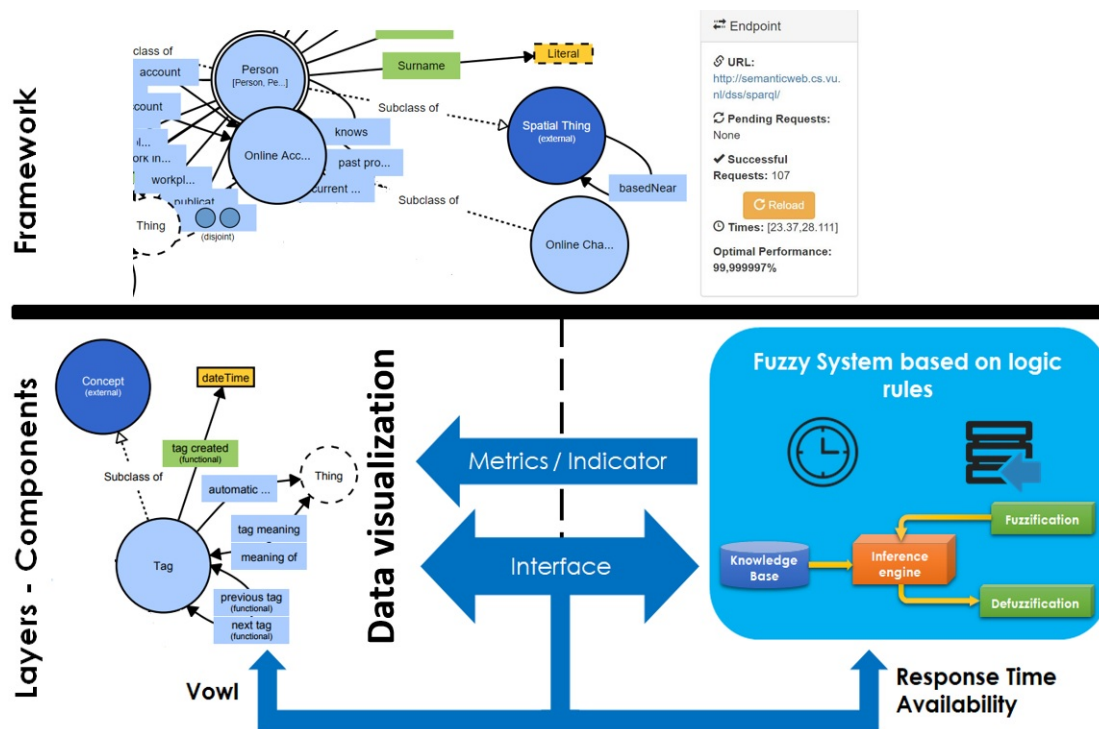 Framework
class of
account
count
l...
ork in...
workpl...
publicat
Thing
(disjoint)
Person
[Person, Pe...]
Online Acc...
Surname
Literal
Subclass of
knows
past pro...
current ...
Subclass of
Spatial Thing
(external)
basedNear
Online Cha...
Endpoint
URL:
http://semanticweb.cs.vu.
nl/dss/sparql/
Pending Requests:
None
Successful
Requests: 107
Reload
Times: [23.37,28.111]
Optimal Performance:
99,999997%
Layers - Components
Concept
(external)
dateTime
tag created
(functional)
Subclass of
Thing
automatic ...
tag meaning
meaning of
Tag
previous tag
(functional)
next tag
(functional)
Vowl
Data visualization
Metrics / Indicator
Interface
Fuzzy System based on logic
rules
Fuzzification
Knowledge
Base
Inference
engine
Defuzzification
Response Time
Availability